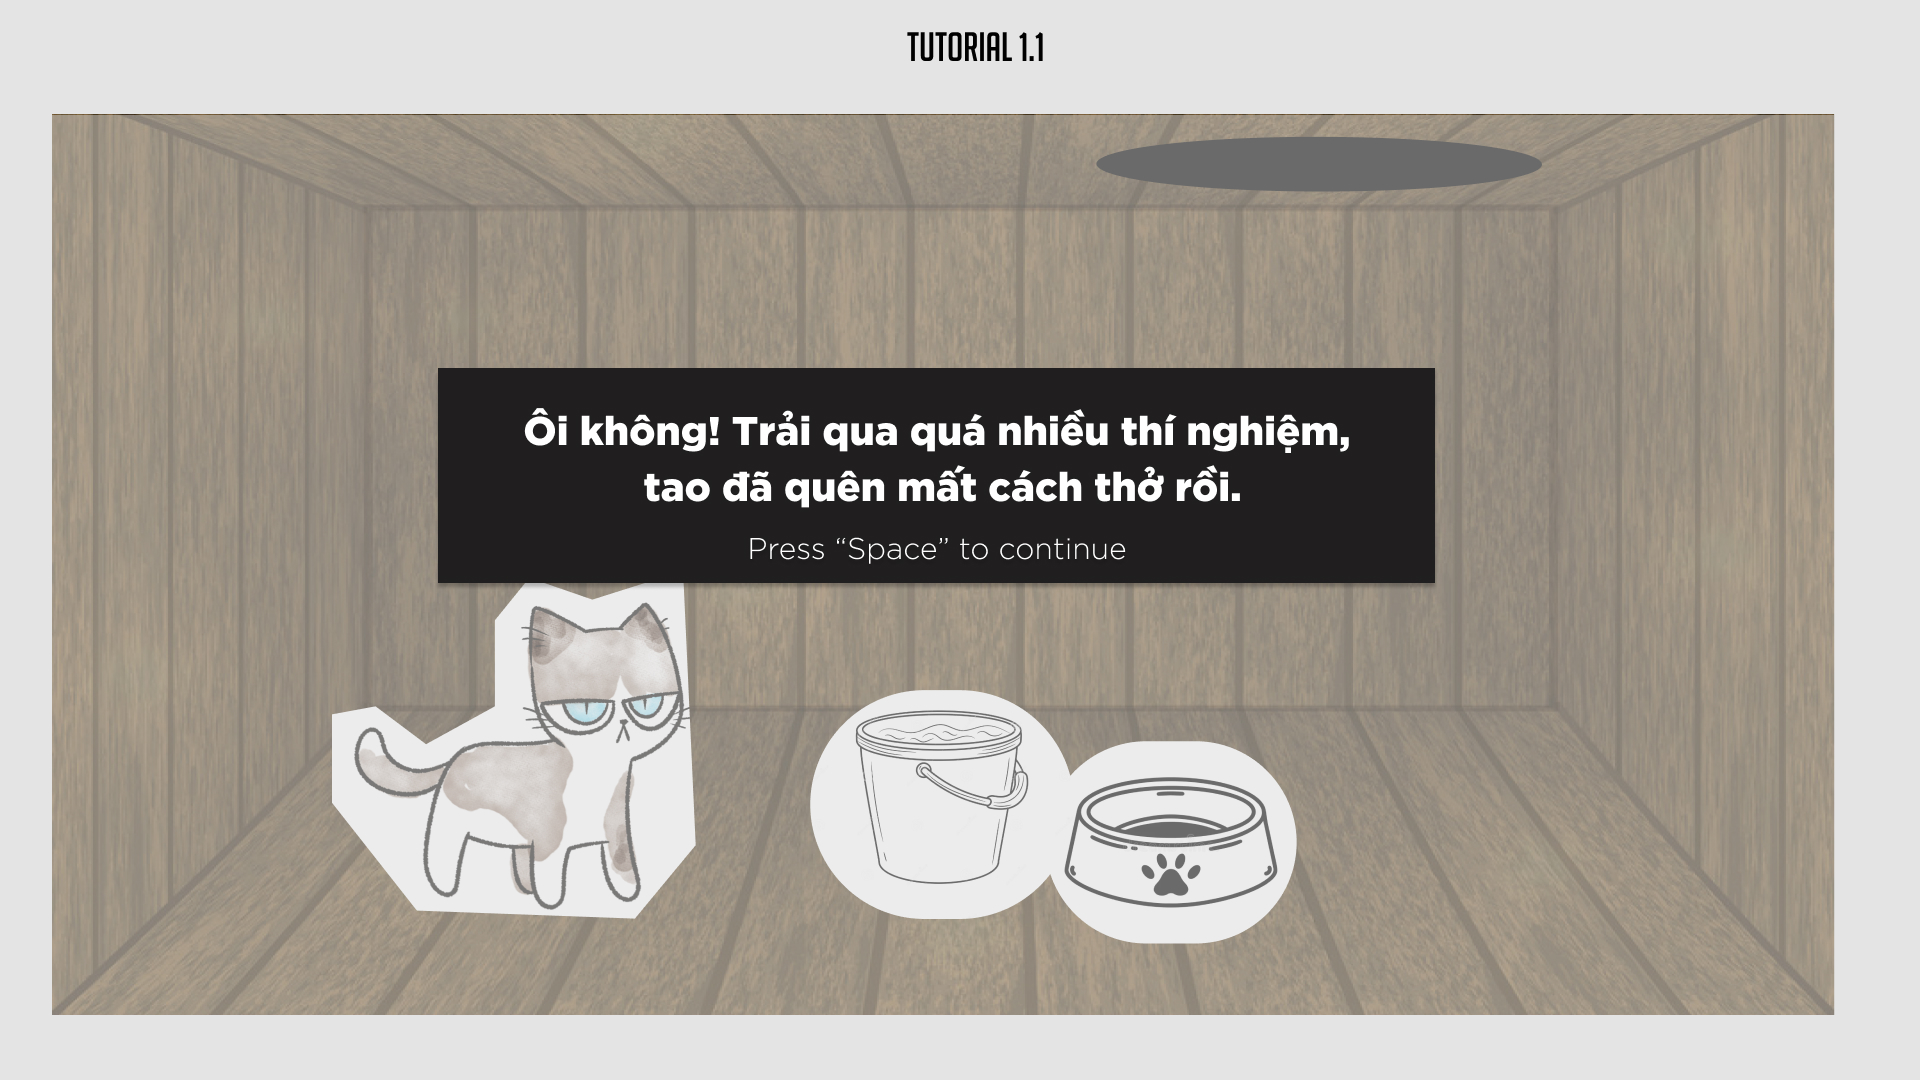 TUTORIAL 1.1
Ôi không! Trải qua quá nhiều thí nghiệm,
tao đã quên mất cách thở rồi.
Press “Space” to continue